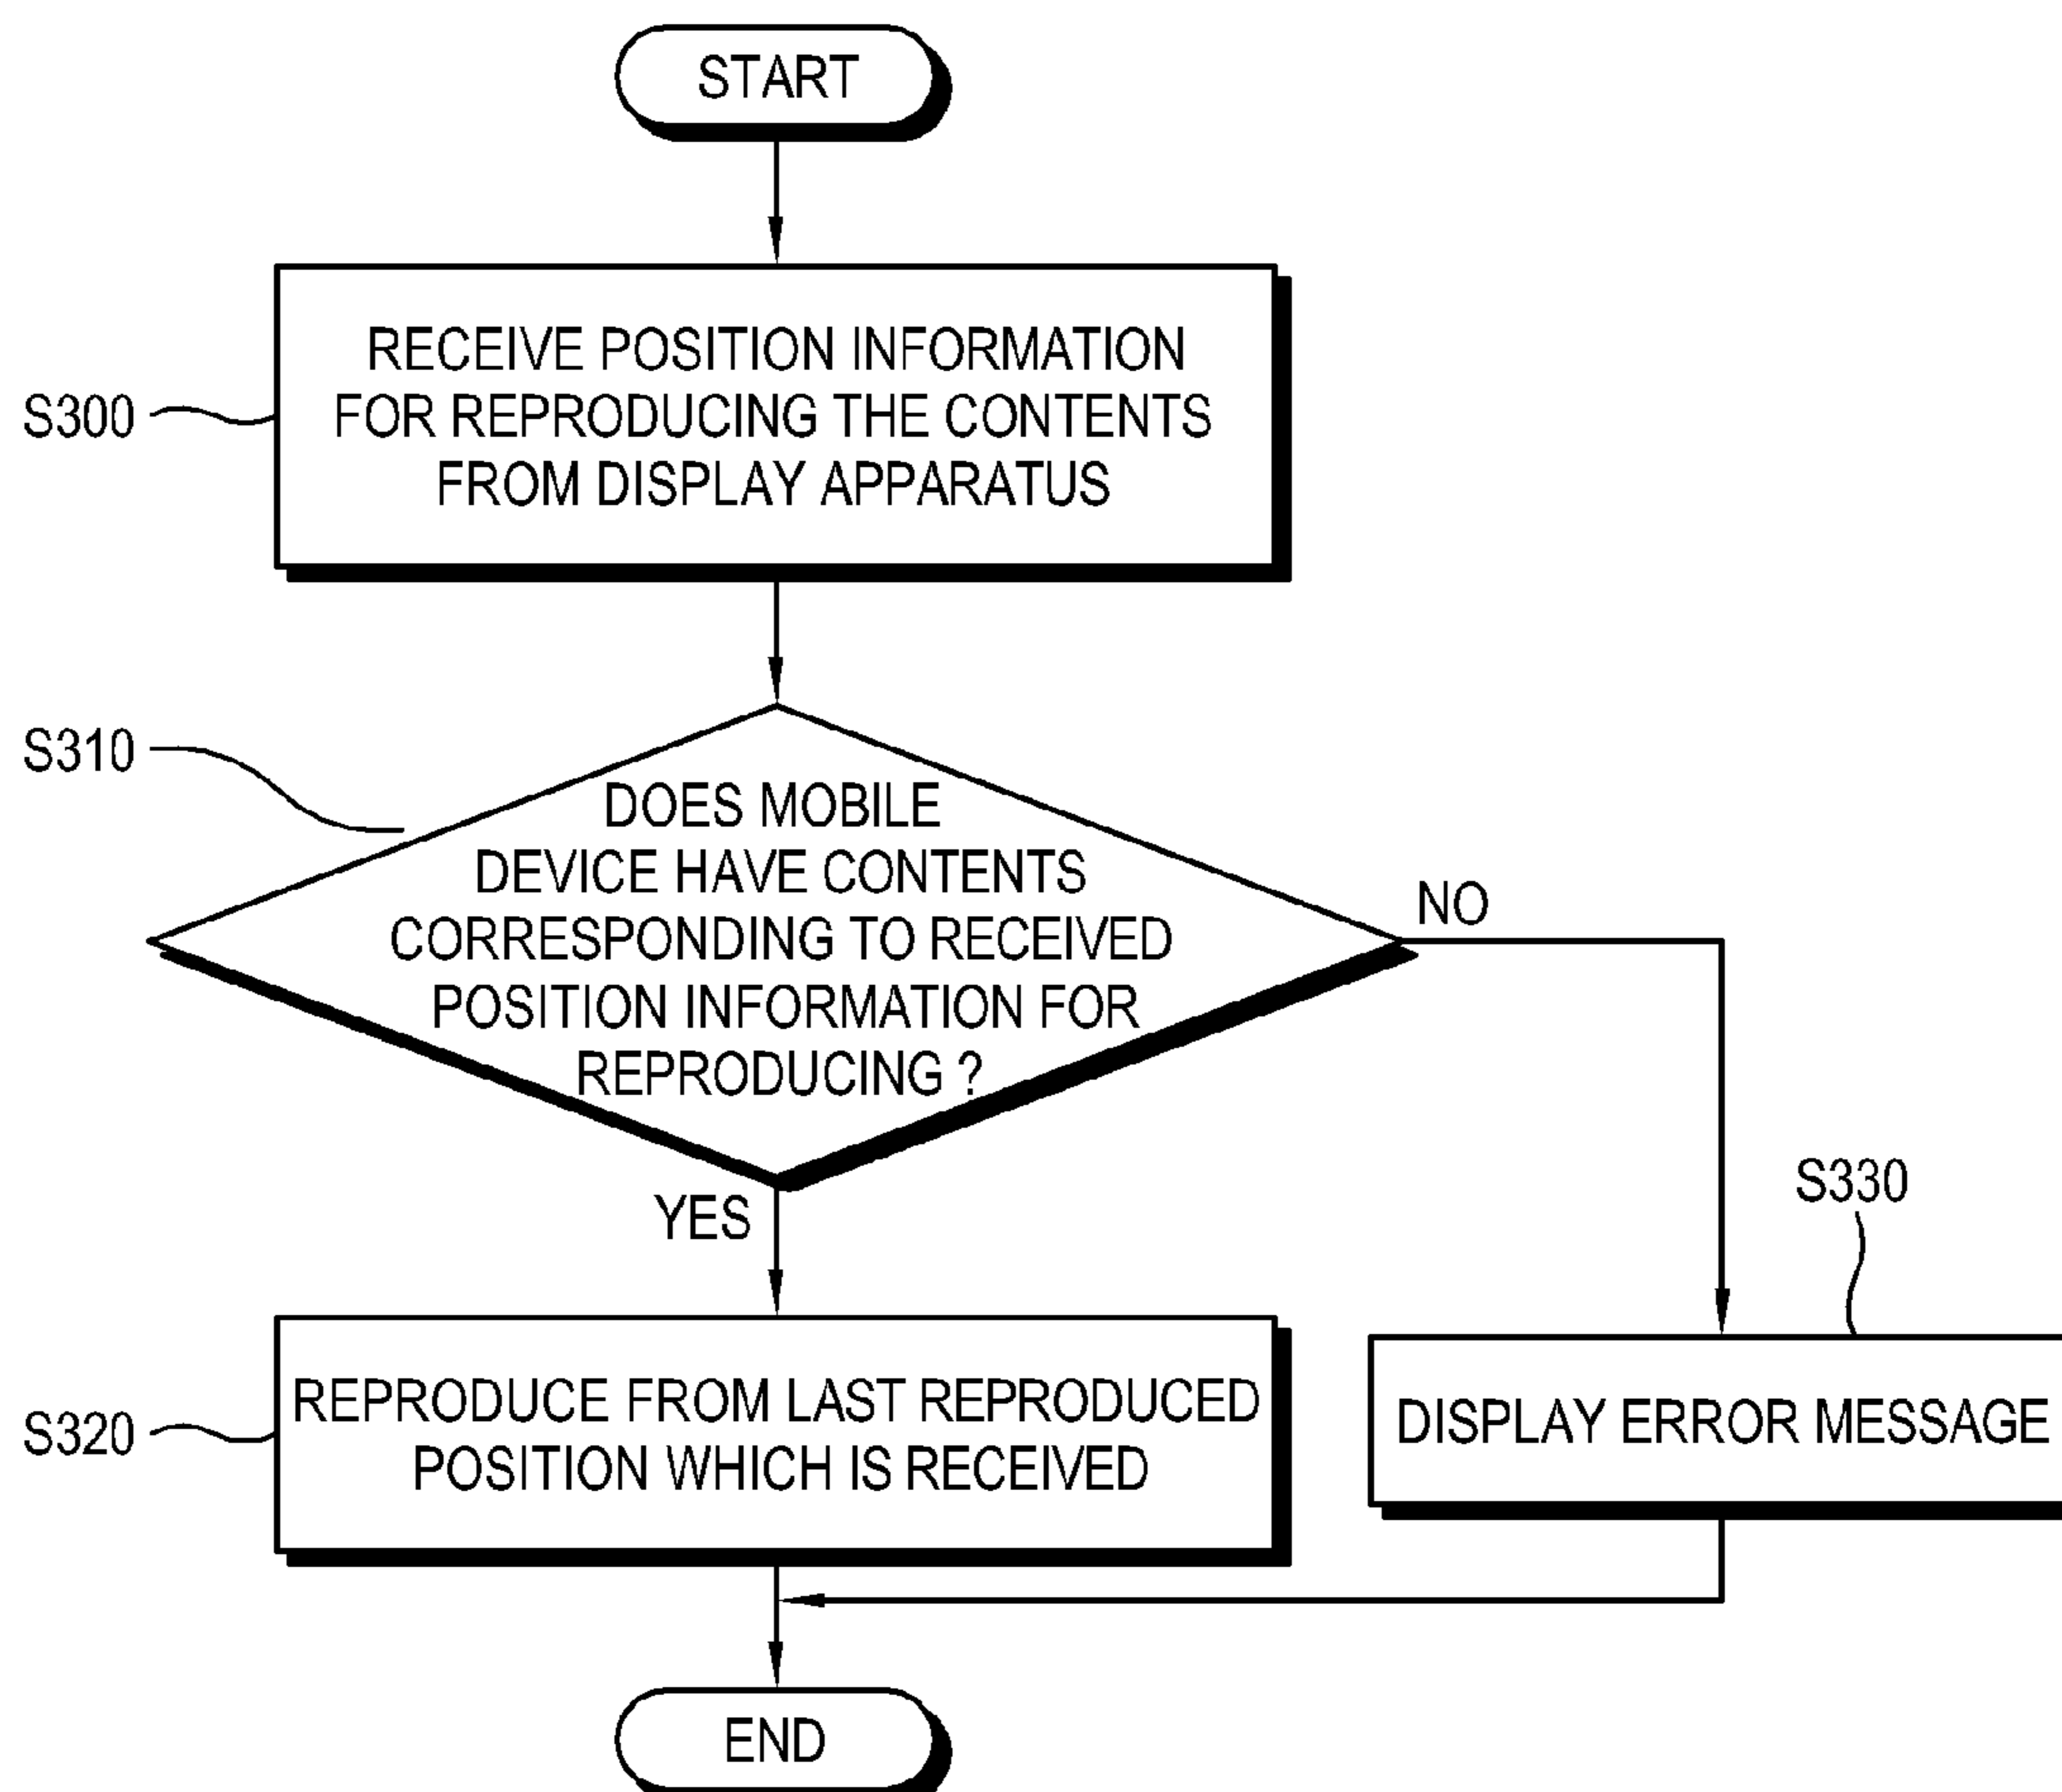 START
S300
RECEIVE POSITION INFORMATION
FOR REPRODUCING THE CONTENTS
FROM DISPLAY APPARATUS
S310
DOES MOBILE
DEVICE HAVE CONTENTS
CORRESPONDING TO RECEIVED
POSITION INFORMATION FOR
REPRODUCING ?
NO
YES
S320
REPRODUCE FROM LAST REPRODUCED
POSITION WHICH IS RECEIVED
S330
DISPLAY ERROR MESSAGE
END